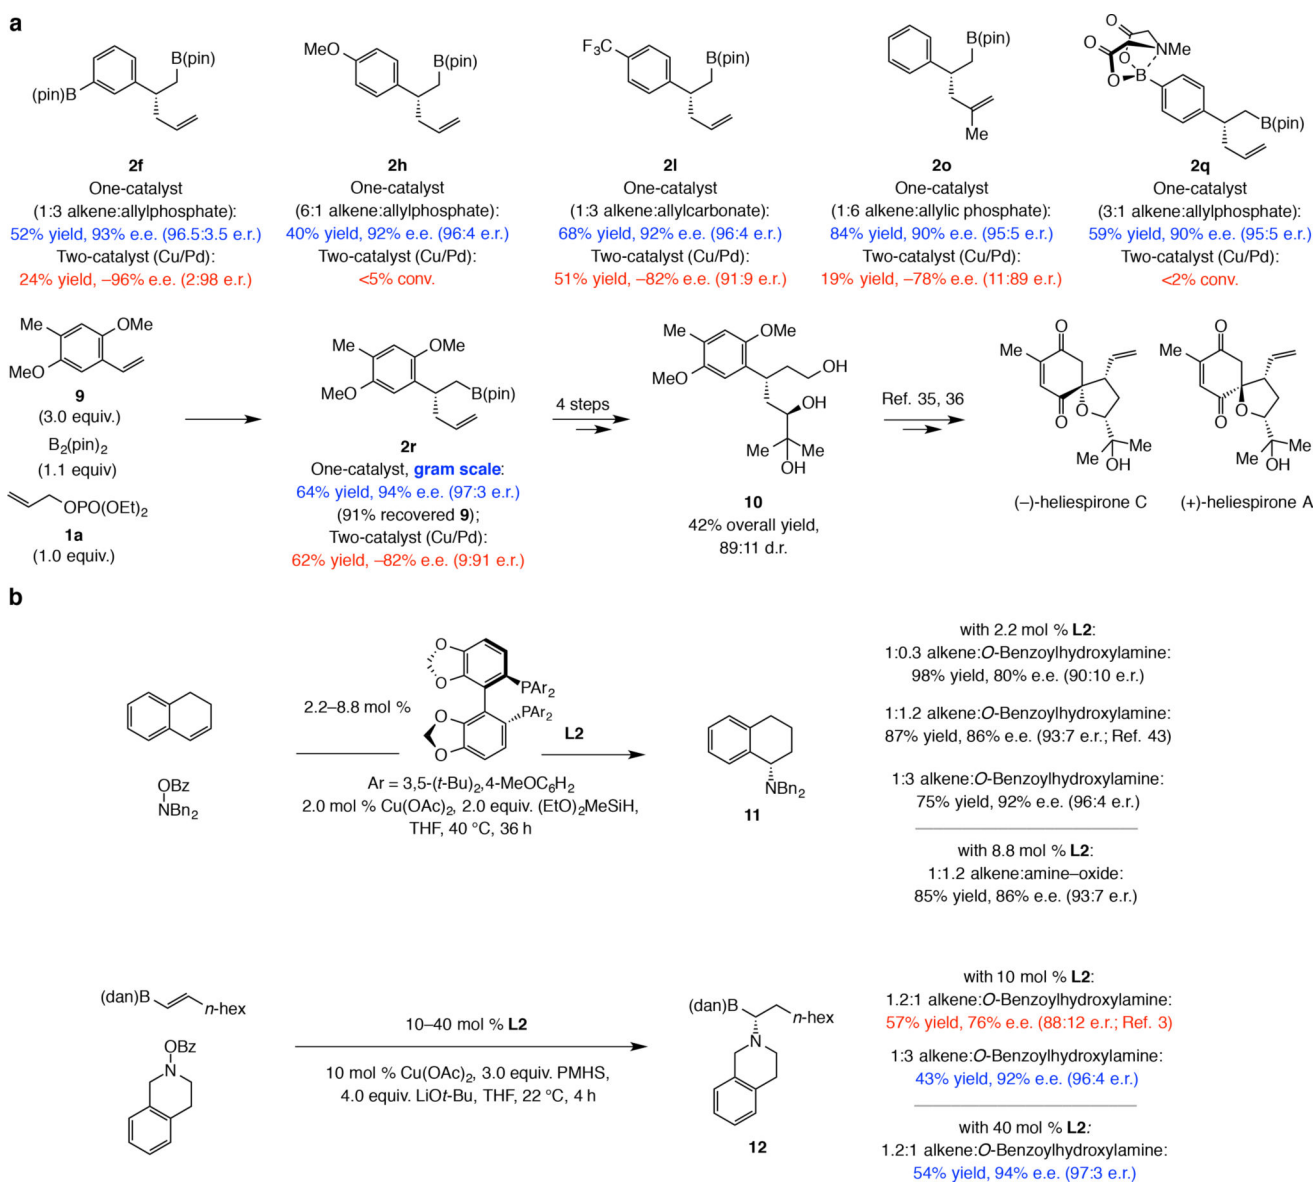 a
(pin)B
B(pin)
2f
One-catalyst
(1:3 alkene:allylphosphate):
52% yield, 93% e.e. (96.5:3.5 e.r.)
Two-catalyst (Cu/Pd):
24% yield, –96% e.e. (2:98 e.r.)
MeO
B(pin)
2h
One-catalyst
(6:1 alkene:allylphosphate):
40% yield, 92% e.e. (96:4 e.r.)
Two-catalyst (Cu/Pd):
<5% conv.
F3C
B(pin)
2l
One-catalyst
(1:3 alkene:allylcarbonate):
68% yield, 92% e.e. (96:4 e.r.)
Two-catalyst (Cu/Pd):
51% yield, –82% e.e. (91:9 e.r.)
B(pin)
Me
2o
One-catalyst
(1:6 alkene:allylic phosphate):
84% yield, 90% e.e. (95:5 e.r.)
Two-catalyst (Cu/Pd):
19% yield, –78% e.e. (11:89 e.r.)
O
O
NMe
O
O
B
B(pin)
2q
One-catalyst
(3:1 alkene:allylphosphate):
59% yield, 90% e.e. (95:5 e.r.)
Two-catalyst (Cu/Pd):
<2% conv.
Me
OMe
MeO
9
(3.0 equiv.)
B2(pin)2
(1.1 equiv)
OPO(OEt)2
1a
(1.0 equiv.)
Me
OMe
MeO
B(pin)
2r
One-catalyst, gram scale:
64% yield, 94% e.e. (97:3 e.r.)
(91% recovered 9);
Two-catalyst (Cu/Pd):
62% yield, –82% e.e. (9:91 e.r.)
4 steps
Me
OMe
MeO
OH
OH
Me
Me
OH
10
42% overall yield,
89:11 d.r.
Ref. 35, 36
O
Me
O
O
Me
Me
OH
(–)-heliespirone C
O
Me
O
O
Me
Me
OH
(+)-heliespirone A
b
OBz
NBn2
2.2–8.8 mol %
O
O
PAr2
PAr2
O
O
L2
Ar = 3,5-(t-Bu)2,4-MeOC6H2
2.0 mol % Cu(OAc)2, 2.0 equiv. (EtO)2MeSiH,
THF, 40 °C, 36 h
NBn2
11
with 2.2 mol % L2:
1:0.3 alkene:O-Benzoylhydroxylamine:
98% yield, 80% e.e. (90:10 e.r.)
1:1.2 alkene:O-Benzoylhydroxylamine:
87% yield, 86% e.e. (93:7 e.r.; Ref. 43)
1:3 alkene:O-Benzoylhydroxylamine:
75% yield, 92% e.e. (96:4 e.r.)
with 8.8 mol % L2:
1:1.2 alkene:amine–oxide:
85% yield, 86% e.e. (93:7 e.r.)
(dan)B
n-hex
OBz
N
10–40 mol % L2
10 mol % Cu(OAc)2, 3.0 equiv. PMHS,
4.0 equiv. LiOt-Bu, THF, 22 °C, 4 h
(dan)B
n-hex
N
12
with 10 mol % L2:
1.2:1 alkene:O-Benzoylhydroxylamine:
57% yield, 76% e.e. (88:12 e.r.; Ref. 3)
1:3 alkene:O-Benzoylhydroxylamine:
43% yield, 92% e.e. (96:4 e.r.)
with 40 mol % L2:
1.2:1 alkene:O-Benzoylhydroxylamine:
54% yield, 94% e.e. (97:3 e.r.)